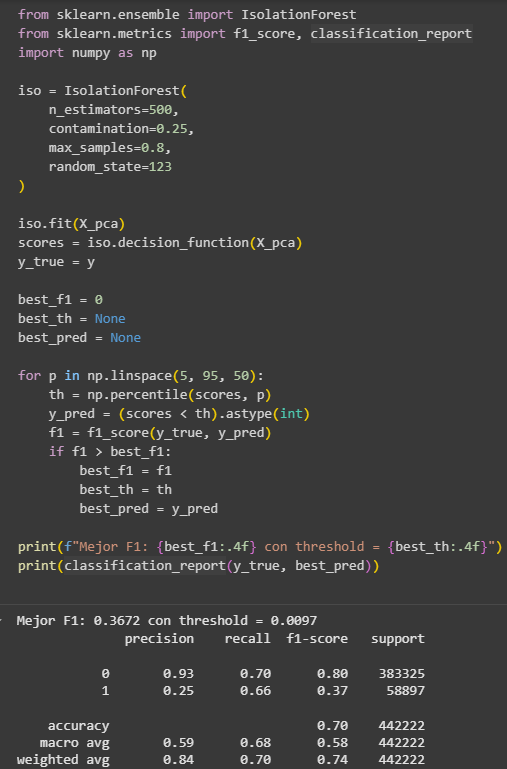 from sklearn.ensemble import IsolationForest
from sklearn.metrics import f1_score, classification_report
import numpy as np

iso = IsolationForest(
    n_estimators=500,
    contamination=0.25,
    max_samples=0.8,
    random_state=123
)

iso.fit(X_pca)
scores = iso.decision_function(X_pca)
y_true = y

best_f1 = 0
best_th = None
best_pred = None

for p in np.linspace(5, 95, 50):
    th = np.percentile(scores, p)
    y_pred = (scores < th).astype(int)
    f1 = f1_score(y_true, y_pred)
    if f1 > best_f1:
        best_f1 = f1
        best_th = th
        best_pred = y_pred

print(f"Mejor F1: {best_f1:.4f} con threshold = {best_th:.4f}")
print(classification_report(y_true, best_pred))

Mejor F1: 0.3672 con threshold = 0.0097
              precision    recall  f1-score   support

           0       0.93      0.70      0.80    383325
           1       0.25      0.66      0.37     58897

    accuracy                           0.70    442222
   macro avg       0.59      0.68      0.58    442222
weighted avg       0.84      0.70      0.74    442222